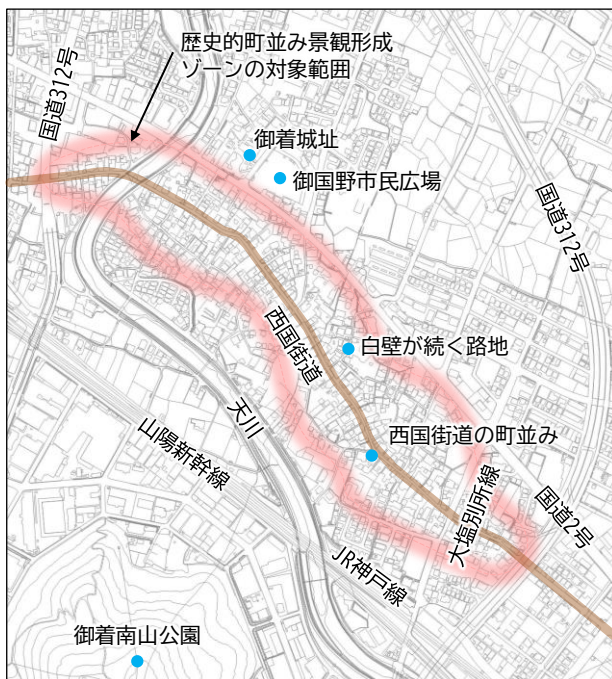 歴史的町並み景観形成
ゾーンの対象範囲
国道312号
御着城址
御国野市民広場
国道312号
西国街道
白壁が続く路地
天川
山陽新幹線
西国街道の町並み
大塩別所線
国道2号
JR神戸線
御着南山公園